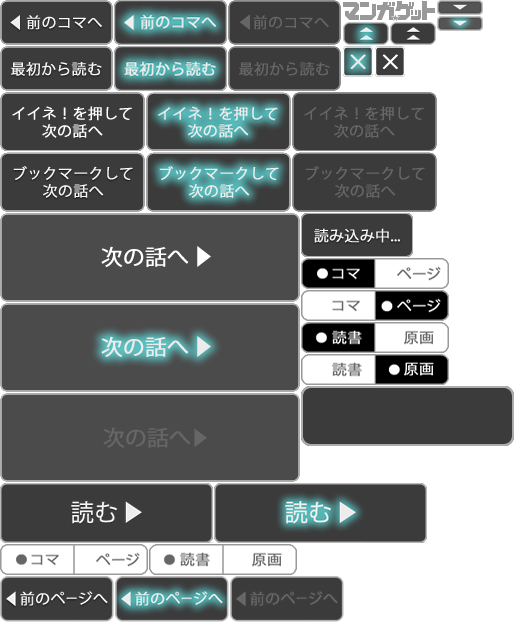 ◀前のコマへ ◀前のコマへ ◀前のコマへ マンガ★ゲット
最初から読む 最初から読む 最初から読む
イイネ！を押して イイネ！を押して イイネ！を押して
次の話へ 次の話へ 次の話へ
ブックマークして ブックマークして ブックマークして
次の話へ 次の話へ 次の話へ
次の話へ ▶
読み込み中...
●コマ ページ
コマ ●ページ
●読書 原画
読書 ●原画
次の話へ ▶
次の話へ▶
読む ▶ 読む ▶
●コマ ページ ●読書 原画
◀前のページへ ◀前のページへ ◀前のページへ